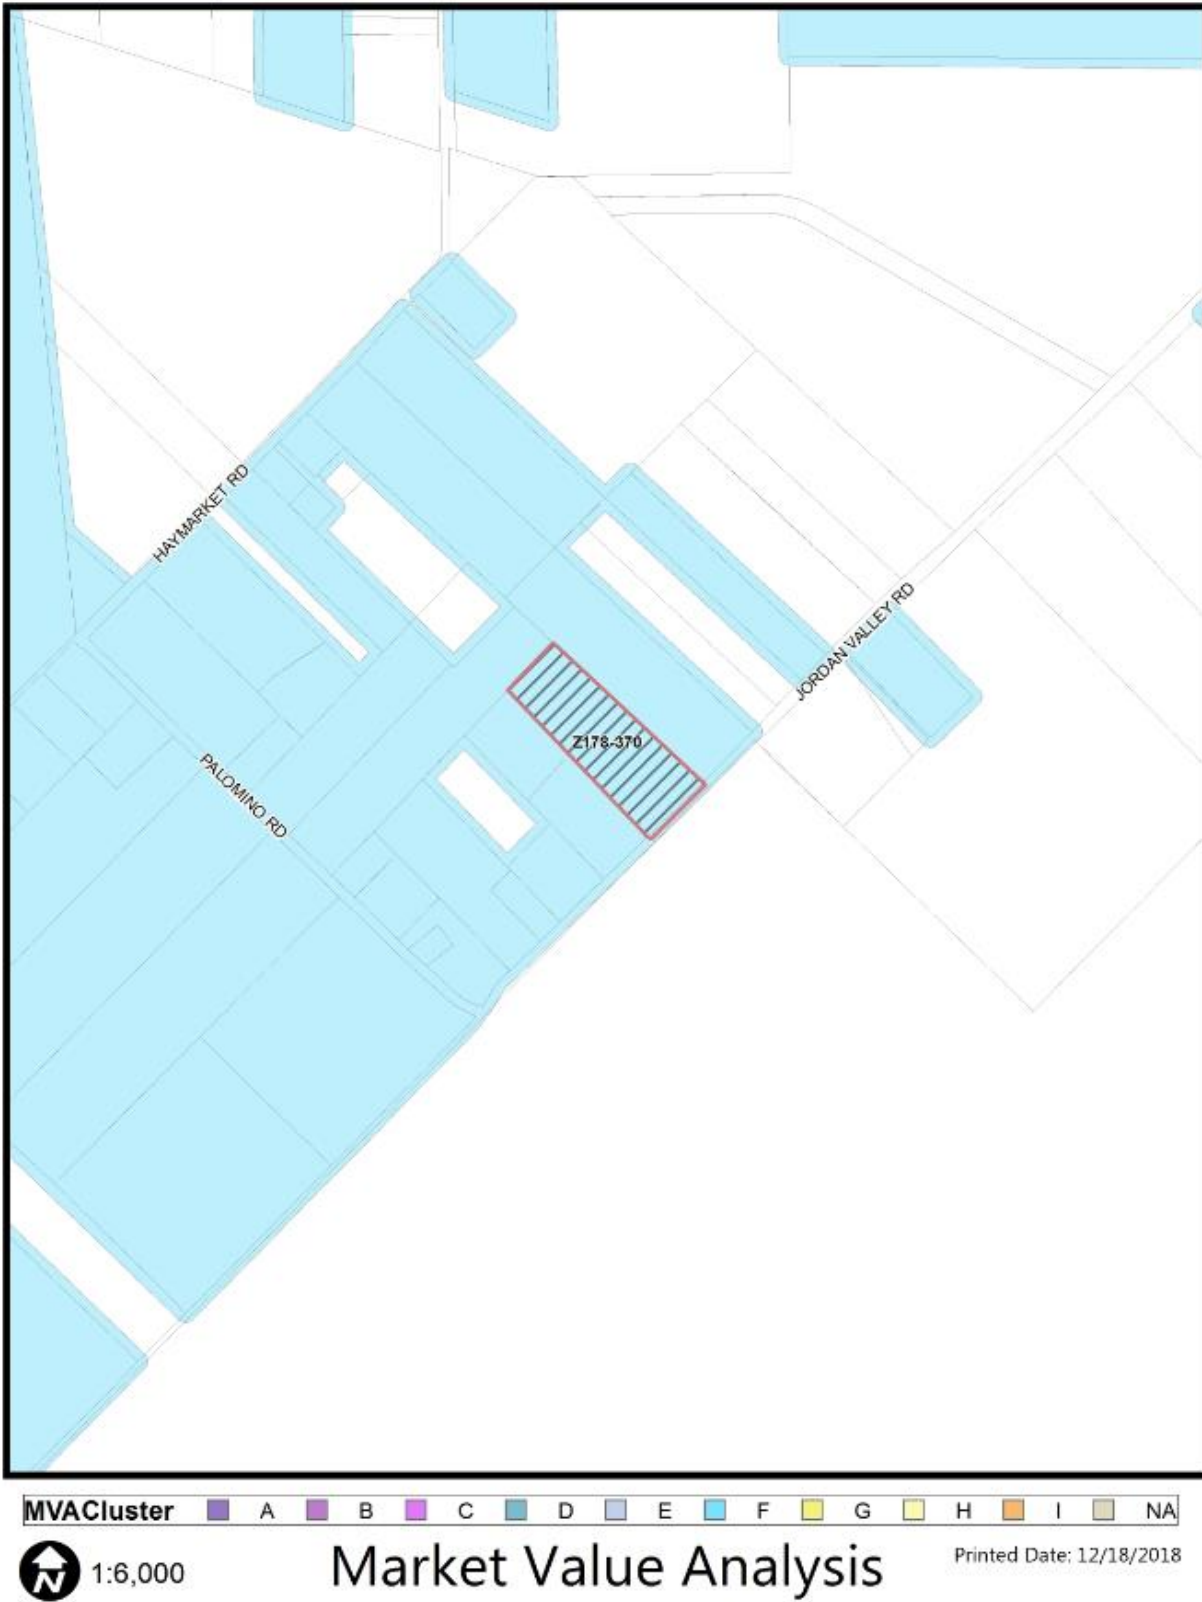 HAYMARKET RD
JORDAN VALLEY RD
Z178-370
PALOMINO RD
MVACluster A B C D E F G H I NA
N 1:6,000 Market Value Analysis Printed Date: 12/18/2018